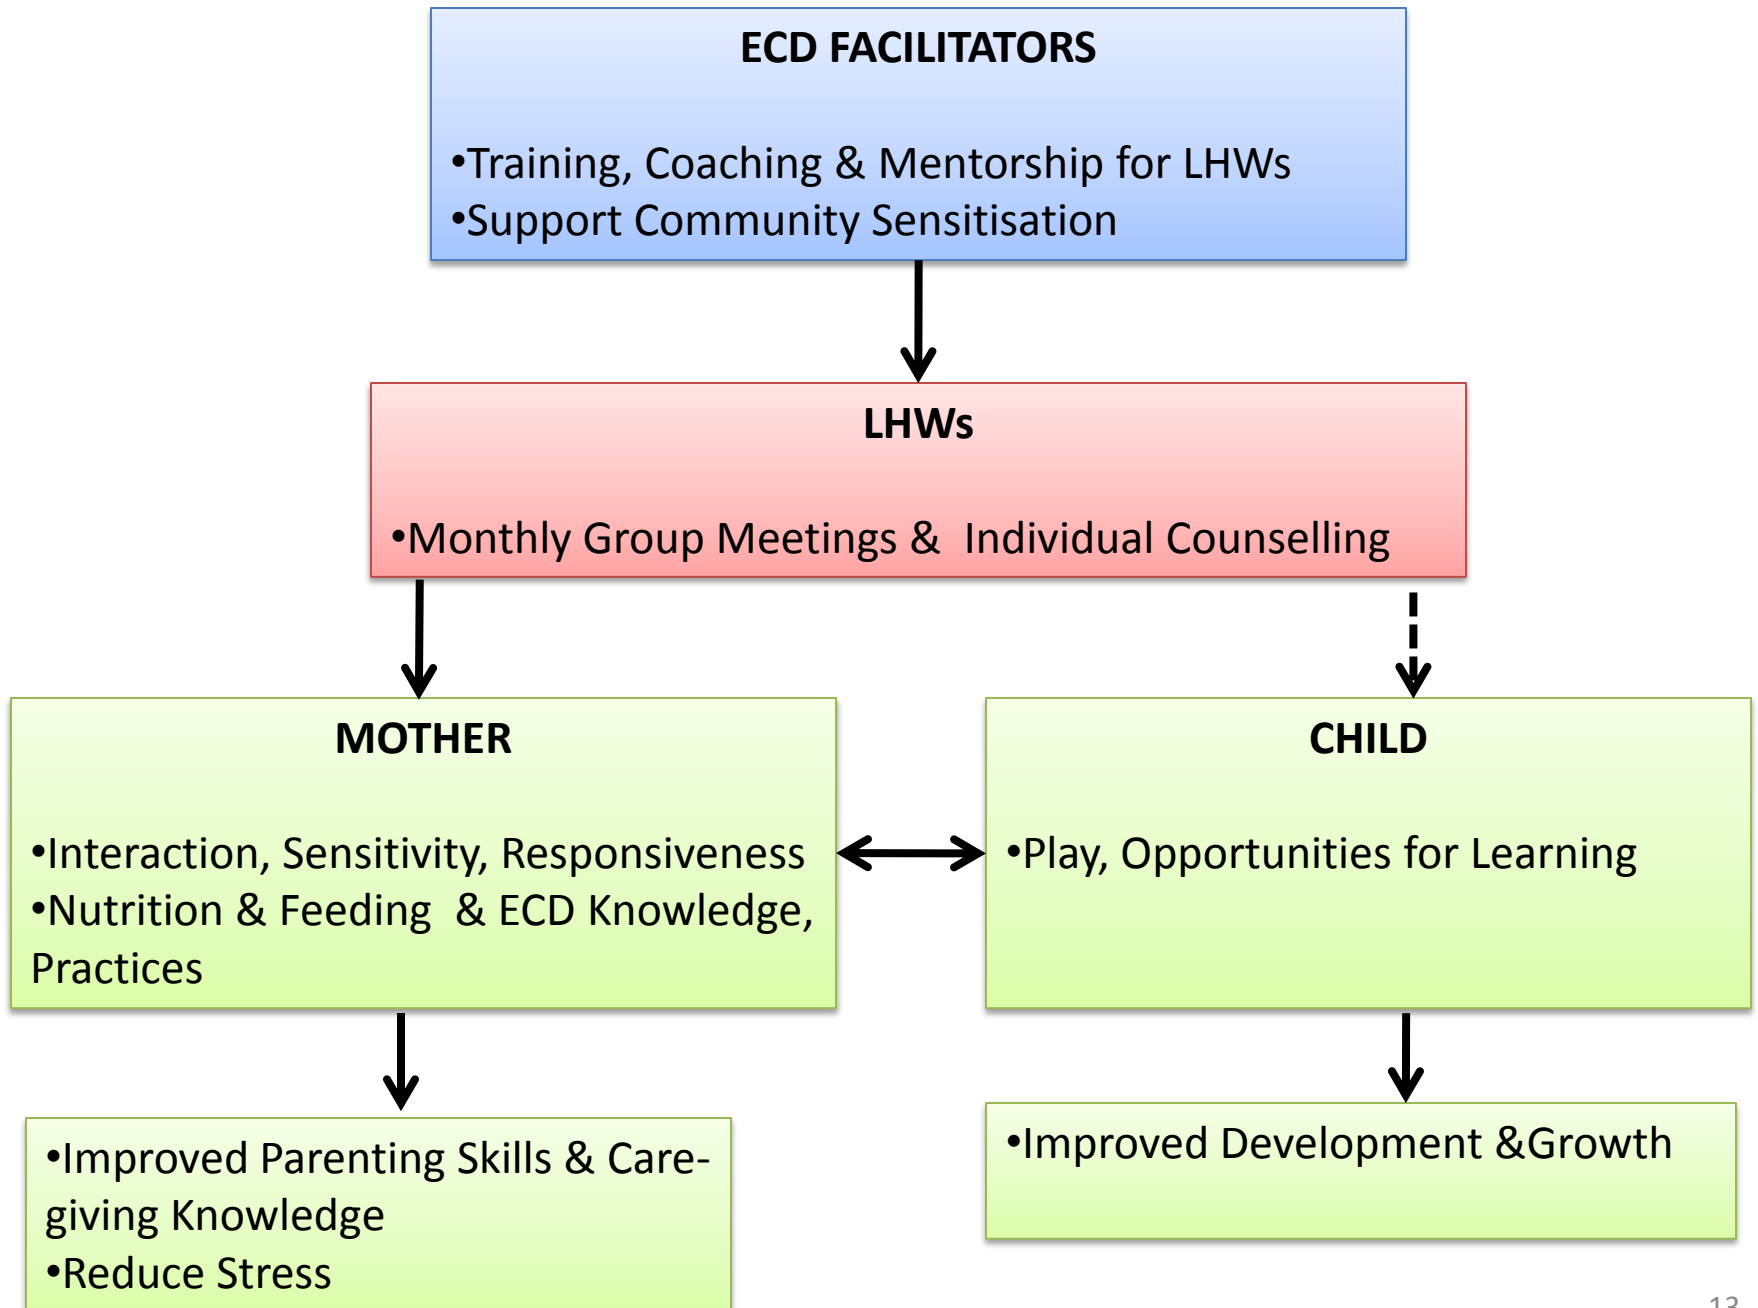 ECD FACILITATORS
•Training, Coaching & Mentorship for LHWs
•Support Community Sensitisation
LHWs
•Monthly Group Meetings &  Individual Counselling
MOTHER
•Interaction, Sensitivity, Responsiveness
•Nutrition & Feeding  & ECD Knowledge,
Practices
CHILD
•Play, Opportunities for Learning
•Improved Parenting Skills & Care-
giving Knowledge
•Reduce Stress
•Improved Development &Growth
13